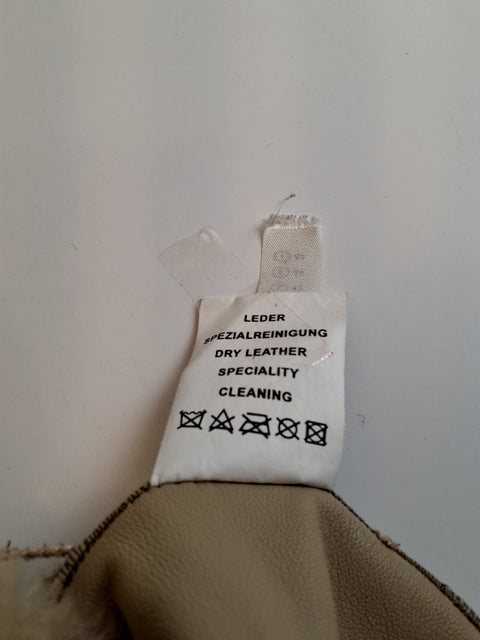 LEDER
SPEZIALREINIGUNG
DRY LEATHER
SPECIALITY
CLEANING